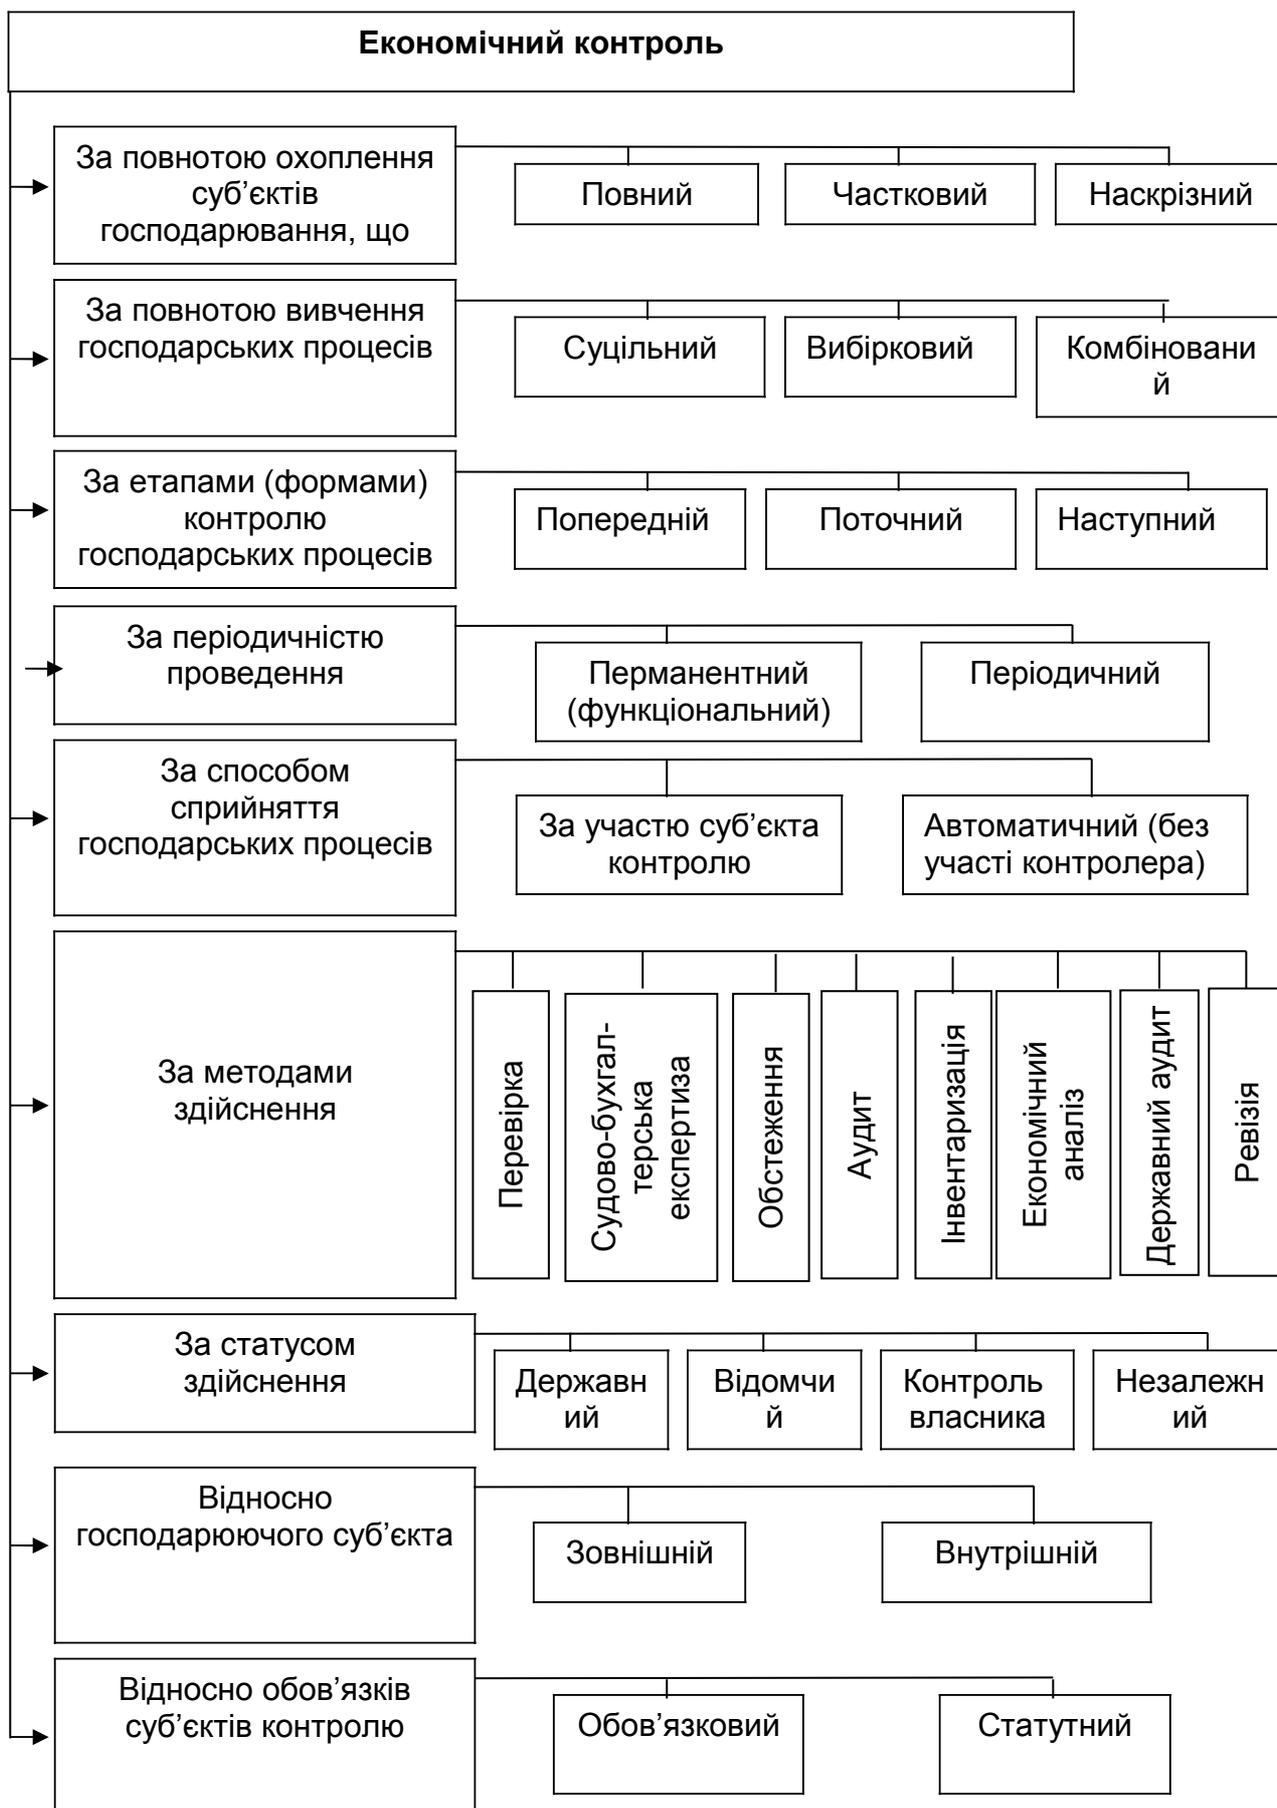 Економічний контроль
За повнотою охоплення
суб’єктів
господарювання, що
Повний
Частковий
Наскрізний
За повнотою вивчення
господарських процесів
Суцільний
Вибірковий
Комбіновани
й
За етапами (формами)
контролю
господарських процесів
Попередній
Поточний
Наступний
За періодичністю
проведення
Перманентний
(функціональний)
Періодичний
За способом
сприйняття
господарських процесів
За участю суб’єкта
контролю
Автоматичний (без
участі контролера)
За методами
здійснення
Перевірка
Судово-бухгал-
терська
експертиза
Обстеження
Аудит
Інвентаризація
Економічний
аналіз
Державний аудит
Ревізія
За статусом
здійснення
Державн
ий
Відомчи
й
Контроль
власника
Незалежн
ий
Відносно
господарюючого суб’єкта
Зовнішній
Внутрішній
Відносно обов’язків
суб’єктів контролю
Обов’язковий
Статутний